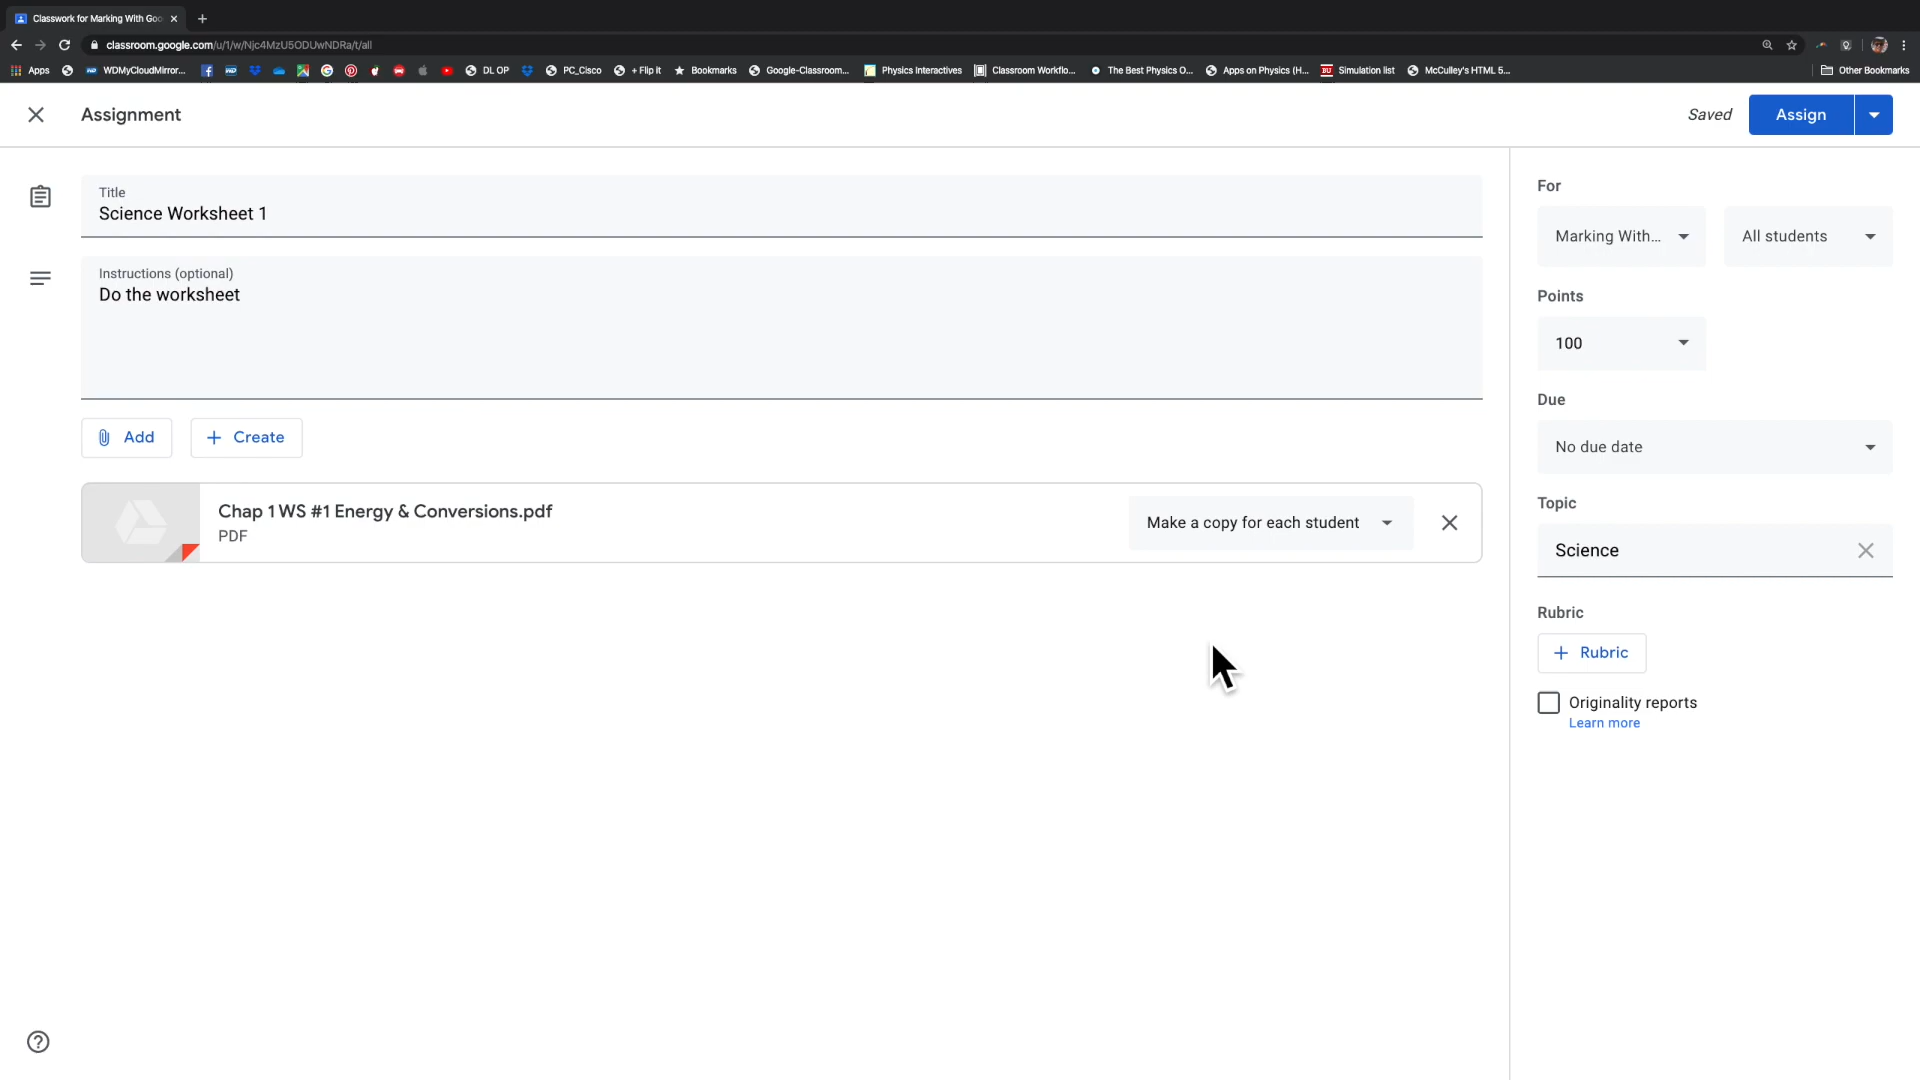 Classwork for Marking With Goo
classroom.google.com/u/1/w/Njc4MzU5ODUwNDRa/t/all
Apps WDMyCloudMirror... DL OP PC_Cisco + Flip it Bookmarks Google-Classroom... Physics Interactives Classroom Workflo... The Best Physics O... Apps on Physics (H... BU Simulation list McCulley's HTML 5... Other Bookmarks
Assignment
Saved
Assign
Title
Science Worksheet 1
Instructions (optional)
Do the worksheet
Add
Create
Chap 1 WS #1 Energy & Conversions.pdf
PDF
Make a copy for each student
For
Marking With...
All students
Points
100
Due
No due date
Topic
Science
Rubric
Rubric
Originality reports
Learn more